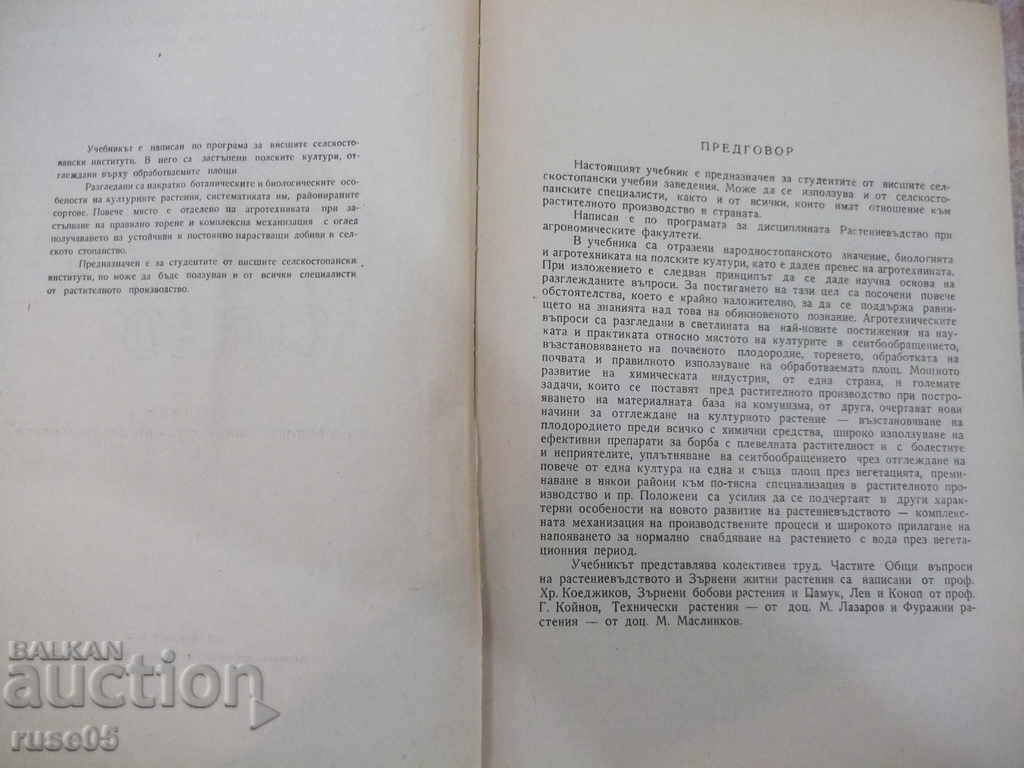 Учебникът е написан по програма за висшите селскосто-
пански институти. В него са застъпени полските култури, от-
глеждани върху обработваемите площи
Разгледани са накратко ботаническите и биологическите осо-
бености на културните растения, систематиката им, районираните
сортове. Повече място е отделено на агротехниката при за-
стъпване на правилно торене и комплексна механизация с оглед
получаването на устойчиви и постоянно нарастващи добиви в сел-
ското стопанство.
Предназначен е за студентите от висшите селскостопански
институти, но може да бъде ползуван и от всички специалисти
от растителното производство.
ПРЕДГОВОР
Настоящият учебник е предназначен за студентите от висшите сел-
скостопански учебни заведения. Може да се използува и от селскосто-
панските специалисти, както и от всички, които имат отношение към
растителното производство в страната.
Написан е по програмата за дисциплината Растениевъдство при
агрономическите факултети.
В учебника са отразени народностопанското значение, биологията
и агротехниката на полските култури, като е даден превес на агротехниката.
При изложението е следван принципът да се даде научна основа на
разглежданите въпроси. За постигането на тази цел са посочени повече
обстоятелства, което е крайно наложително, за да се поддържа равни-
щето на знанията над това на обикновеното познание. Агротехническите
въпроси са разгледани в светлината на най-новите постижения на нау-
ката и практиката относно мястото на културите в сеитбообращението,
възстановяването на почвеното плодородие, торенето, обработката на
почвата и правилното използуване на обработваемата площ. Мощното
развитие на химическата индустрия, от една страна, и големите
задачи, които се поставят пред растителното производство при постро-
яването на материалната база на комунизма, от друга, очертават нови
начини за отглеждане на културното растение — възстановяване на
плодородието преди всичко с химични средства, широко използуване на
ефективни препарати за борба с плевелната растителност и с болестите
и неприятелите, уплътняване на сеитбообращението чрез отглеждане на
повече от една култура на една и съща площ през вегетацията, преми-
наване в някои райони към по-тясна специализация в растителното про-
изводство и пр. Положени са усилия да се подчертаят и други харак-
терни особености на новото развитие на растениевъдството — комплекс-
ната механизация на производствените процеси и широкото прилагане на
напояването за нормално снабдяване на растението с вода през вегета-
ционния период.
Учебникът представлява колективен труд. Частите Общи въпроси
на растениевъдството и Зърнени житни растения са написани от проф.
Хр. Коеджиков, Зърнени бобови растения и Памук, Лен и Коноп от проф.
Г. Койнов, Технически растения — от доц. М. Лазаров и Фуражни ра-
стения — от доц. М. Маслинков.
BALKAN
auction
ruse05